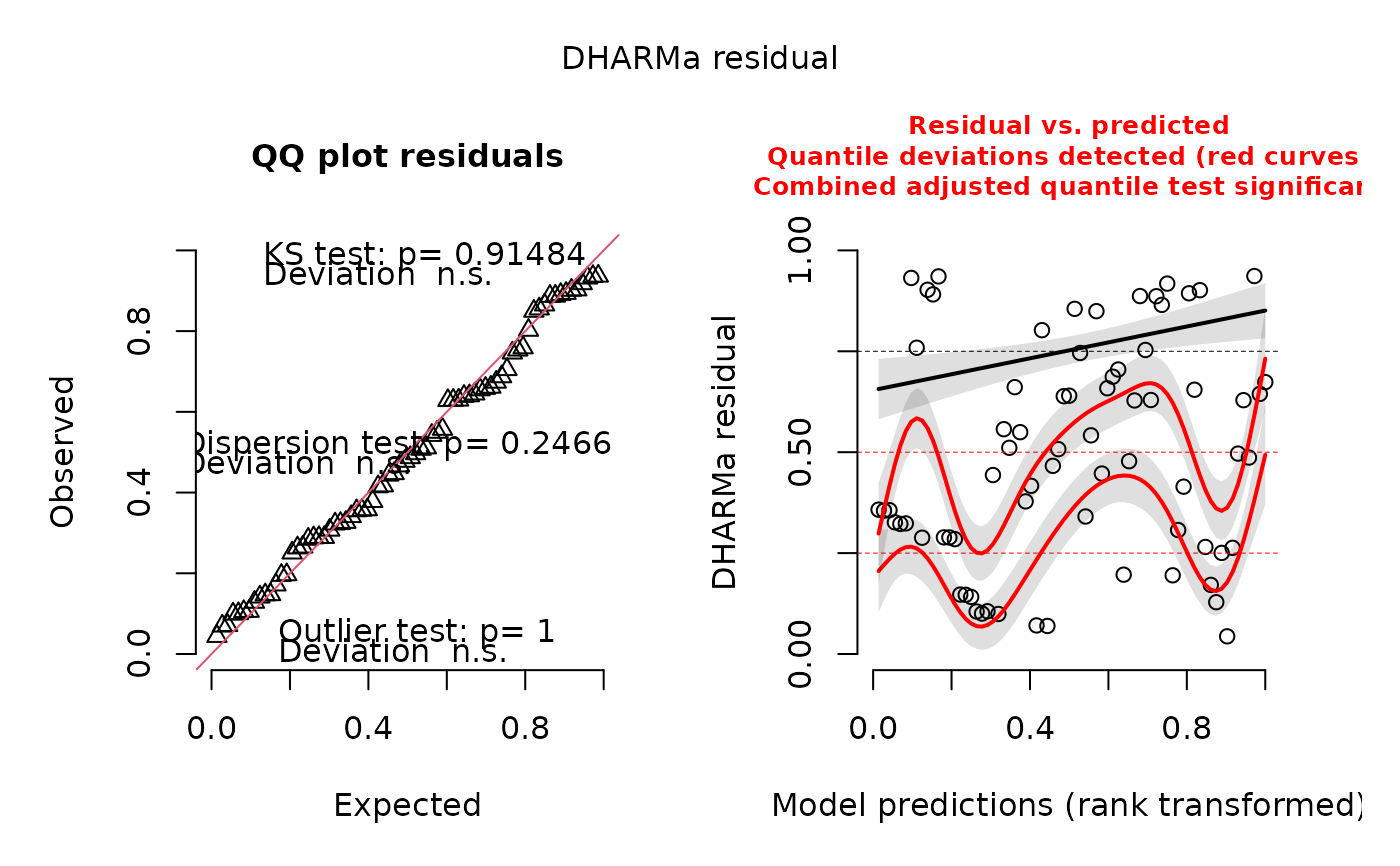 DHARMa residual
QQ plot residuals
KS test: p= 0.91484
Deviation n.s.
Dispersion test: p= 0.2466
Deviation n.s.
Outlier test: p= 1
Deviation n.s.
Observed
0.0
0.4
0.8
0.0
0.4
0.8
Expected
Residual vs. predicted
Quantile deviations detected (red curves
Combined adjusted quantile test significan
DHARMa residual
0.00
0.50
1.00
0.0
0.4
0.8
Model predictions (rank transformed)